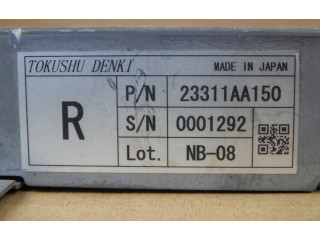 TOKUSHU DENKI MADE IN JAPAN
R
P/N 23311AA150
S/N 0001292
Lot. NB-08